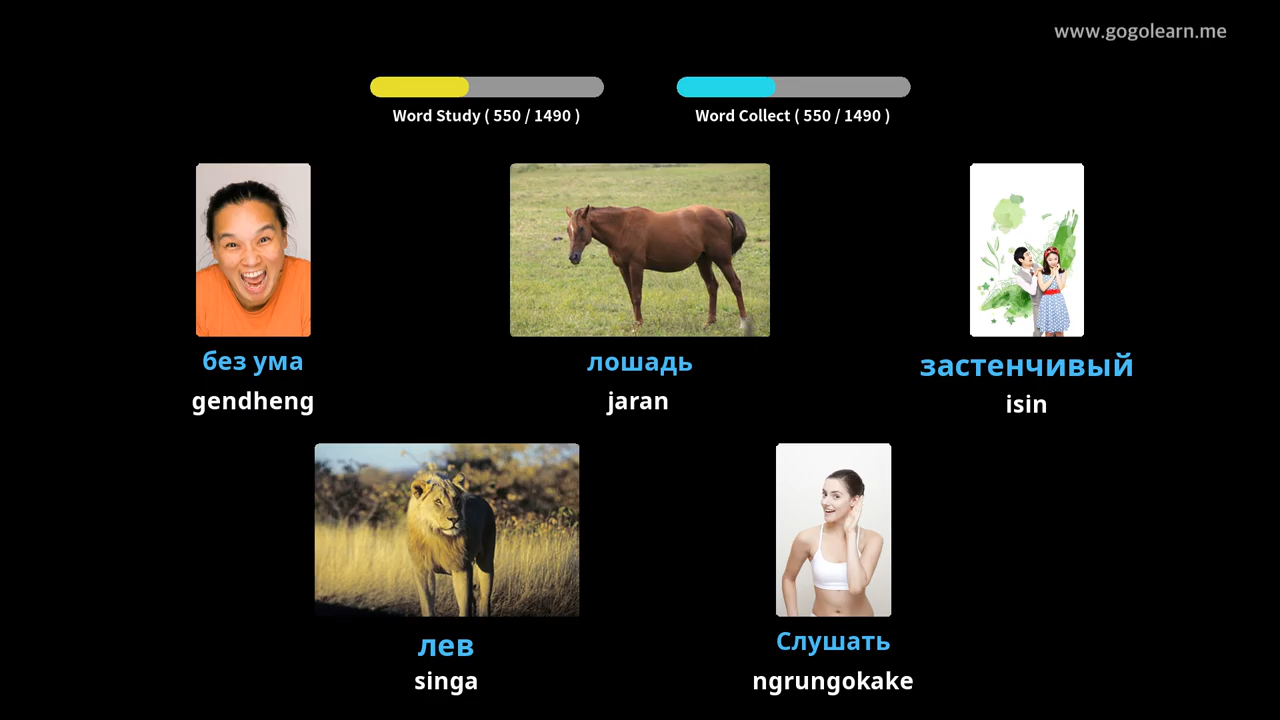 www.gogolearn.me
Word Study ( 550 / 1490 )
Word Collect ( 550 / 1490 )
без ума
gendheng
лошадь
jaran
застенчивый
isin
лев
singa
Слушать
ngrungokake